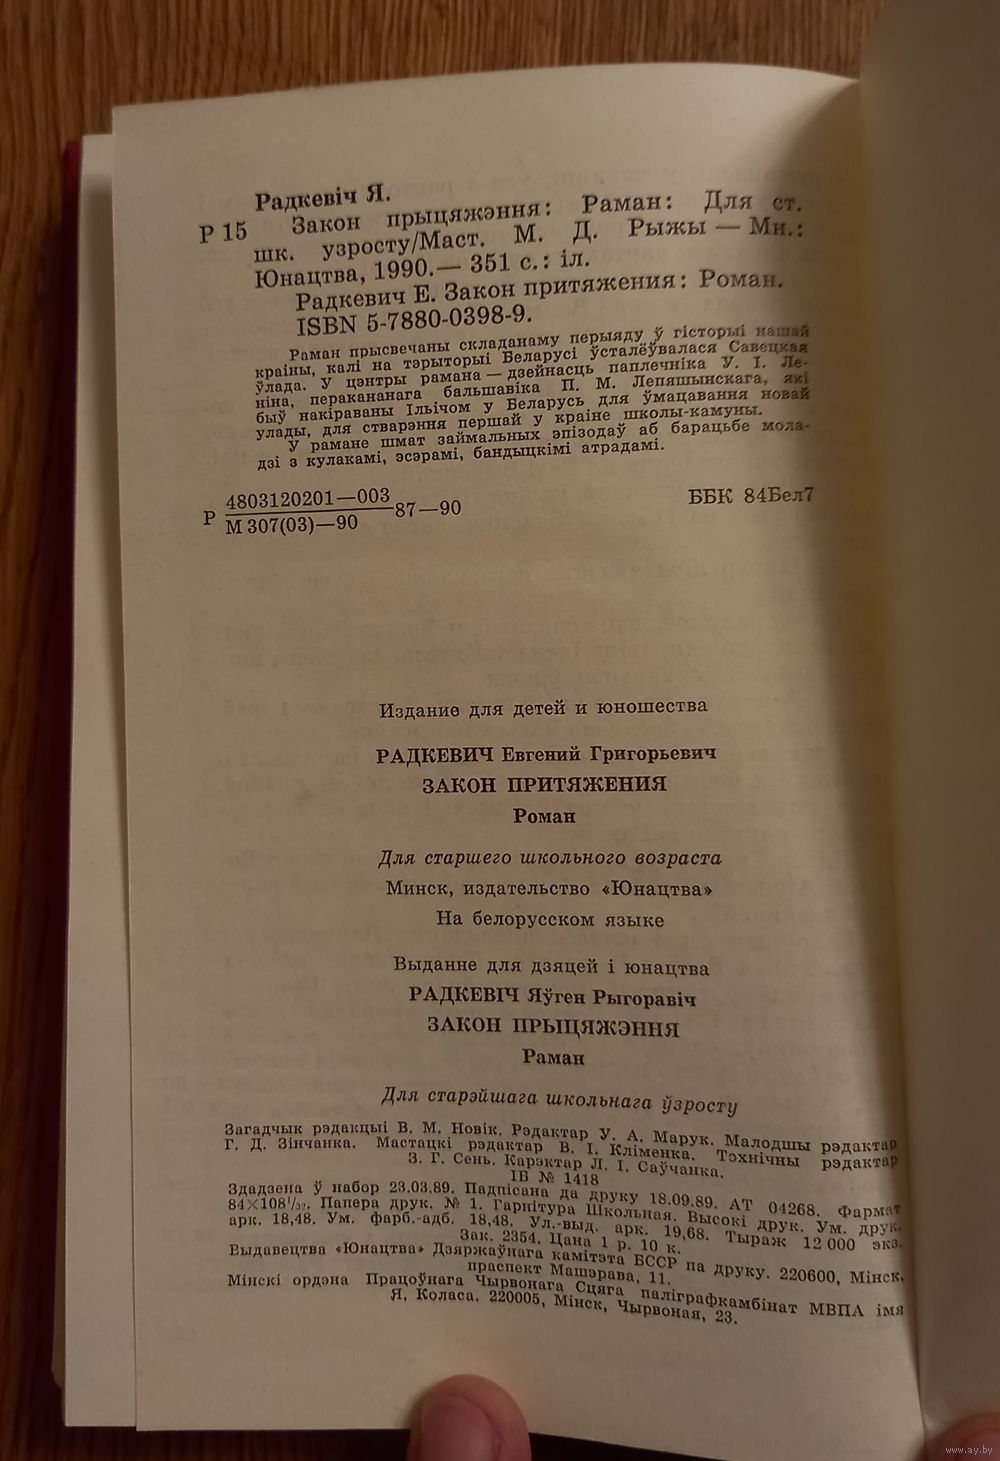 Радкевіч Я.
Р 15 Закон прыцяжэння: Раман: Для ст.
шк. узросту/Маст. М. Д. Рыжы — Мн.:
Юнацтва, 1990.— 351 с.: іл.
Радкевич Е. Закон притяжения: Роман.
ISBN 5-7880-0398-9.
Раман прысвечаны складанаму перыяду ў гісторыі нашай
краіны, калі на тэрыторыі Беларусі ўсталёўвалася Савецкая
ўлада. У цэнтры рамана — дзейнасць паплечніка У. І. Ле-
ніна, перакананага бальшавіка П. М. Лепяшынскага, які
быў накіраваны Ільічом у Беларусь для ўмацавання новай
улады, для стварэння першай у краіне школы-камуны.
У рамане шмат займальных эпізодаў аб барацьбе мола-
дзі з кулакамі, эсэрамі, бандыцкімі атрадамі.
Р 4803120201—003 87—90 ББК 84Бел7
М 307(03)—90
Издание для детей и юношества
РАДКЕВИЧ Евгений Григорьевич
ЗАКОН ПРИТЯЖЕНИЯ
Роман
Для старшего школьного возраста
Минск, издательство «Юнацтва»
На белорусском языке
Выданне для дзяцей і юнацтва
РАДКЕВІЧ Яўген Рыгоравіч
ЗАКОН ПРЫЦЯЖЭННЯ
Раман
Для старэйшага школьнага ўзросту
Загадчык рэдакцыі В. М. Новік. Рэдактар У. А. Марук. Малодшы рэдактар
Г. Д. Зінчанка. Мастацкі рэдактар В. І. Кліменка. Тэхнічны рэдактар
З. Г. Сень. Карэктар Л. І. Саўчанка.
ІБ № 1418
Здадзена ў набор 23.03.89. Падпісана да друку 18.09.89. АТ 04268. Фармат
84×108¹/₃₂. Папера друк. № 1. Гарнітура Школьная. Высокі друк. Ум. друк.
арк. 18,48. Ум. фарб.-адб. 18,48. Ул.-выд. арк. 19,68. Тыраж 12 000 экз.
Зак. 2354. Цана 1 р. 10 к.
Выдавецтва «Юнацтва» Дзяржаўнага камітэта БССР па друку. 220600, Мінск,
праспект Машэрава, 11.
Мінскі ордэна Працоўнага Чырвонага Сцяга паліграфкамбінат МВПА імя
Я. Коласа. 220005, Мінск, Чырвоная, 23.
www.ay.by